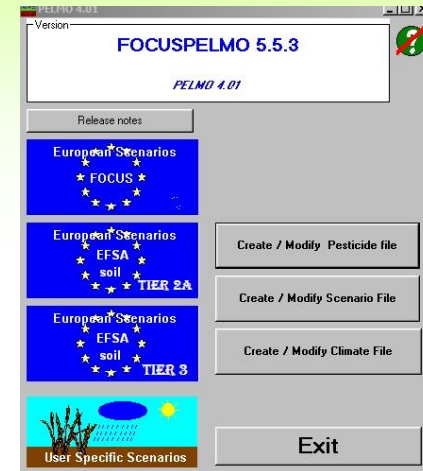 PELMO 4.01
Version
FOCUSPELMO 5.5.3
PELMO 4.01
Release notes
European Scenarios
FOCUS
European Scenarios
EFSA
soil
TIER 2A
European Scenarios
EFSA
soil
TIER 3
User Specific Scenarios
Create / Modify Pesticide file
Create / Modify Scenario File
Create / Modify Climate File
Exit